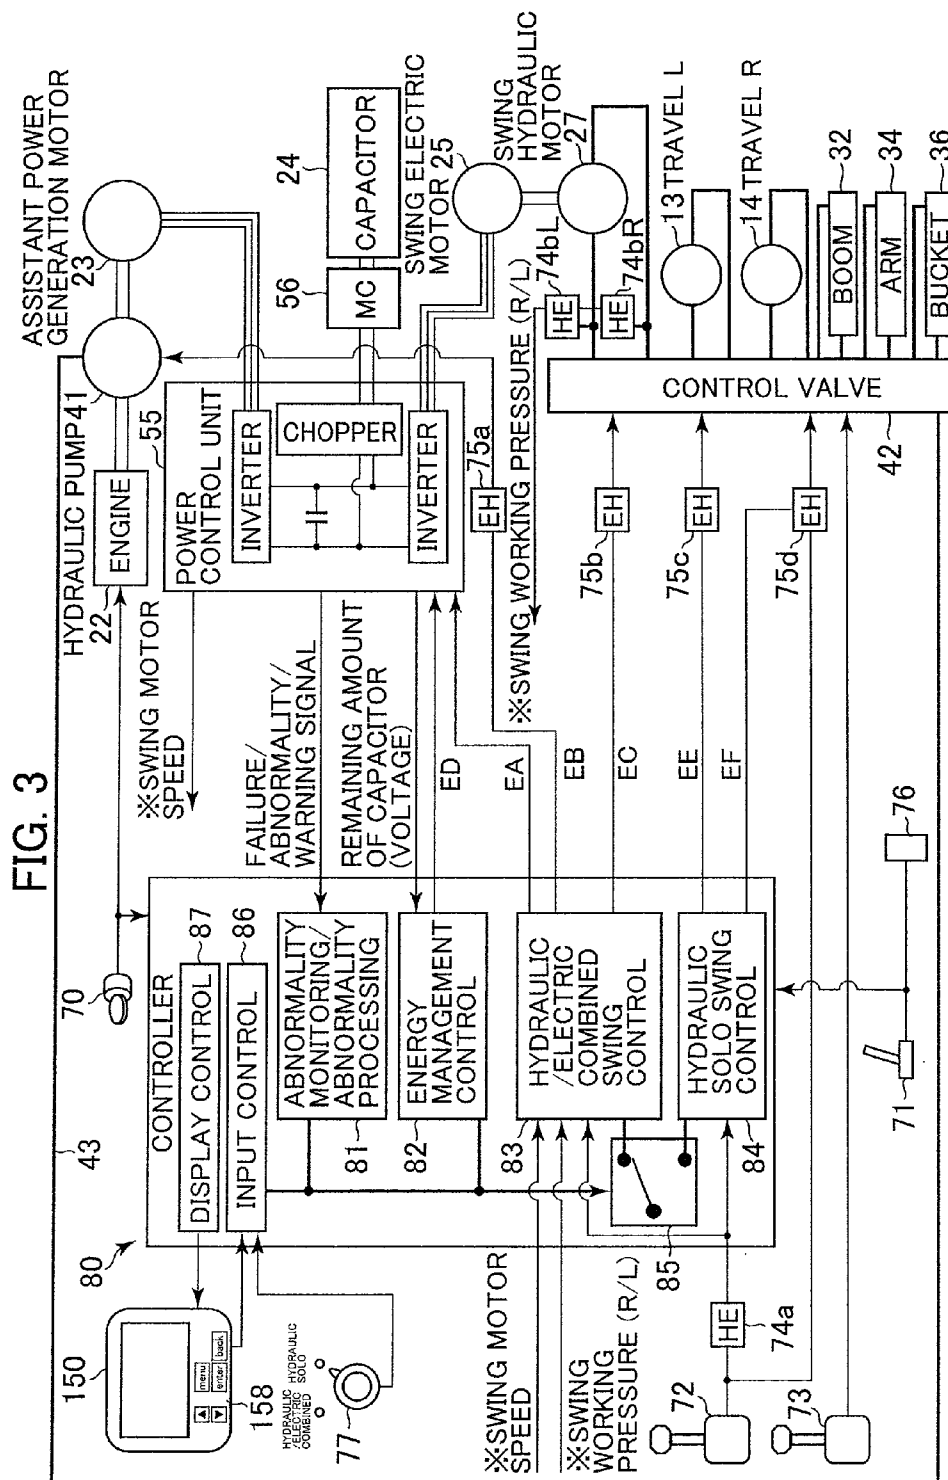 FIG. 3
43
HYDRAULIC PUMP 41
ASSISTANT POWER
GENERATION MOTOR
23
22
ENGINE
70
※SWING MOTOR
SPEED
55
POWER
CONTROL UNIT
INVERTER
CHOPPER
INVERTER
56
MC
24
CAPACITOR
SWING ELECTRIC
MOTOR 25
SWING
HYDRAULIC
MOTOR
27
FAILURE/
ABNORMALITY/
WARNING SIGNAL
REMAINING AMOUNT
OF CAPACITOR
(VOLTAGE)
ED
EA
EB
EC
EE
EF
EH
75a
※SWING WORKING PRESSURE (R/L)
HE
74bL
HE
74bR
13 TRAVEL L
14 TRAVEL R
BOOM
32
ARM
34
BUCKET
36
CONTROL VALVE
42
75b
EH
75c
EH
75d
EH
80
CONTROLLER
DISPLAY CONTROL
87
INPUT CONTROL
86
ABNORMALITY
MONITORING/
ABNORMALITY
PROCESSING
81
ENERGY
MANAGEMENT
CONTROL
82
HYDRAULIC
/ELECTRIC
COMBINED
SWING
CONTROL
83
HYDRAULIC
SOLO SWING
CONTROL
84
85
150
menu
enter
back
158
HYDRAULIC
/ELECTRIC
COMBINED
HYDRAULIC
SOLO
77
※SWING MOTOR
SPEED
※SWING
WORKING
PRESSURE (R/L)
HE
74a
72
73
71
76